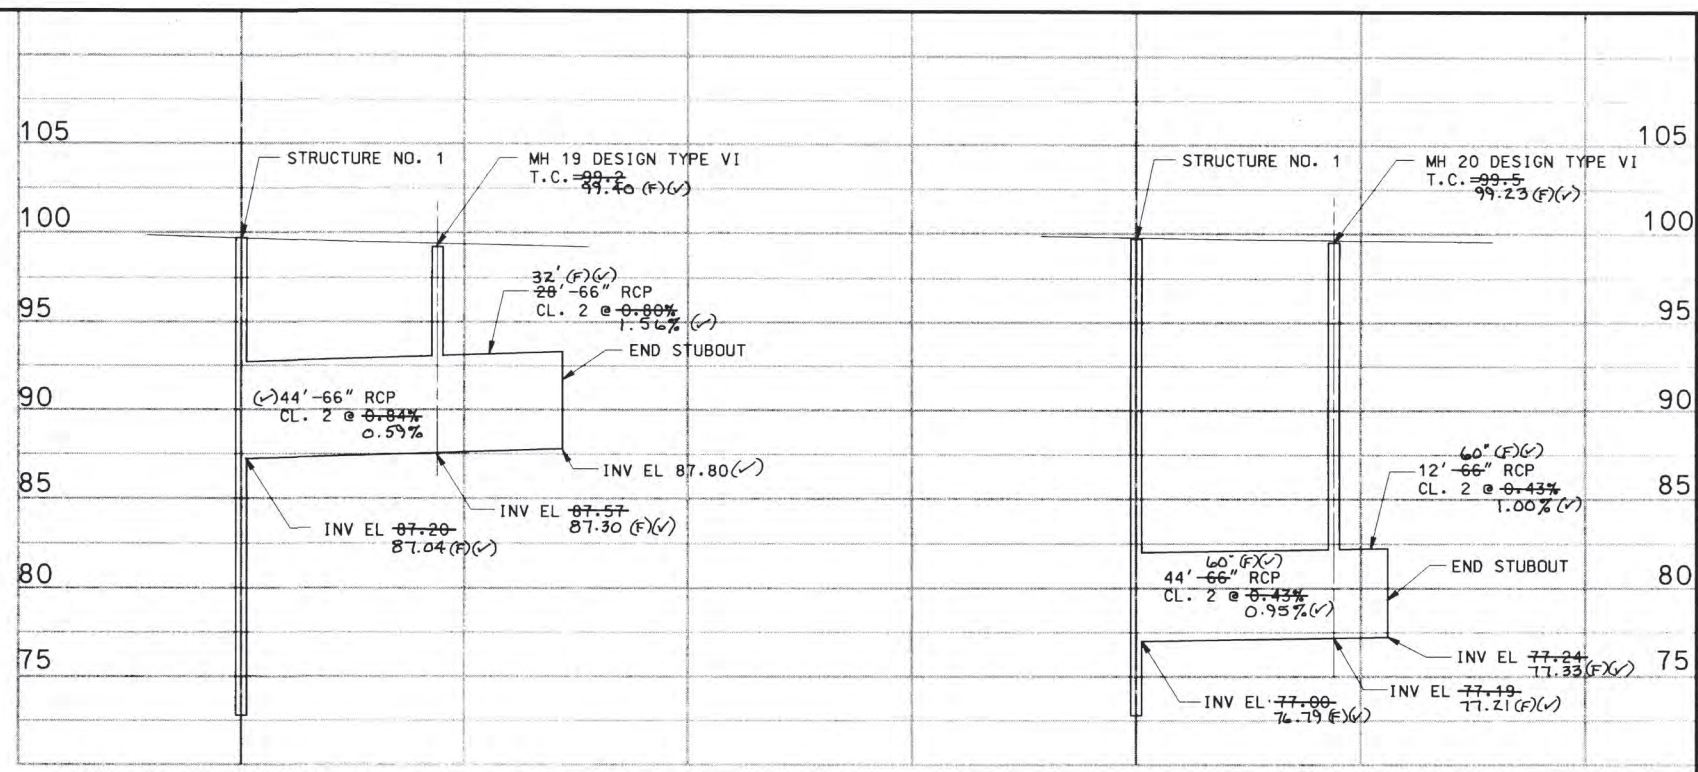 105
100
95
90
85
80
75
STRUCTURE NO. 1
MH 19 DESIGN TYPE VI
T.C.=99.2
99.40 (F)(✓)
32' (F)(✓)
28'-66" RCP
CL. 2 @ 0.80%
1.56% (✓)
END STUBOUT
(✓)44'-66" RCP
CL. 2 @ 0.84%
0.59%
INV EL 87.80(✓)
INV EL 87.57
87.30 (F)(✓)
INV EL 87.20
87.04(F)(✓)
STRUCTURE NO. 1
MH 20 DESIGN TYPE VI
T.C.=99.5
99.23(F)(✓)
60" (F)(✓)
12'-66" RCP
CL. 2 @ 0.43%
1.00% (✓)
END STUBOUT
60" (F)(✓)
44'-66" RCP
CL. 2 @ 0.43%
0.95%(✓)
INV EL 77.24
77.33(F)(✓)
INV EL 77.19
77.21(F)(✓)
INV EL 77.00
76.79(F)(✓)
105
100
95
90
85
80
75